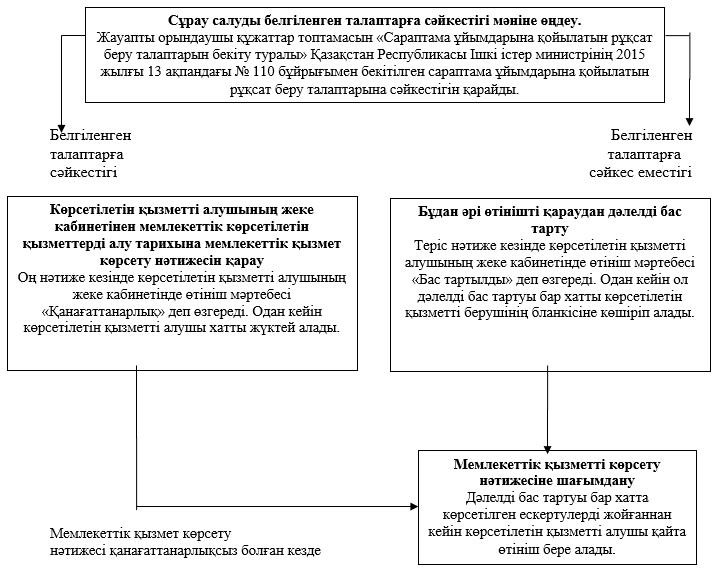 Сұрау салуды белгіленген талаптарға сәйкестігі мәніне өңдеу.
Жауапты орындаушы құжаттар топтамасын «Сараптама ұйымдарына қойылатын рұқсат
беру талаптарын бекіту туралы» Қазақстан Республикасы Ішкі істер министрінің 2015
жылғы 13 ақпандағы № 110 бұйрығымен бекітілген сараптама ұйымдарына қойылатын
рұқсат беру талаптарына сәйкестігін қарайды.
Белгіленген
талаптарға
сәйкестігі
Белгіленген
талаптарға
сәйкес еместігі
Көрсетілетін қызметті алушының жеке
кабинетінен мемлекеттік көрсетілетін
қызметтерді алу тарихына мемлекеттік қызмет
көрсету нәтижесін қарау
Оң нәтиже кезінде көрсетілетін қызметті алушының
жеке кабинетінде өтініш мәртебесі
«Қанағаттанарлық» деп өзгереді. Одан кейін
көрсетілетін қызметті алушы хатты жүктей алады.
Бұдан әрі өтінішті қараудан дәлелді бас
тарту
Теріс нәтиже кезінде көрсетілетін қызметті
алушының жеке кабинетінде өтініш мәртебесі
«Бас тартылды» деп өзгереді. Одан кейін ол
дәлелді бас тартуы бар хатты көрсетілетін
қызметті берушінің бланкісіне көшіріп алады.
Мемлекеттік қызметті көрсету
нәтижесіне шағымдану
Дәлелді бас тартуы бар хатта
көрсетілген ескертулерді жойғаннан
кейін көрсетілетін қызметті алушы қайта
өтініш бере алады.
Мемлекеттік қызмет көрсету
нәтижесі қанағаттанарлықсыз болған кезде